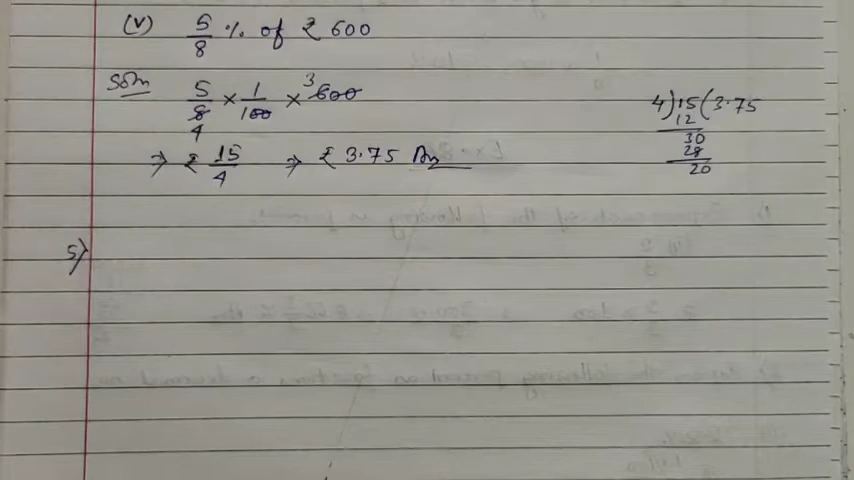 (v) 5/8 % of ₹ 600
Soln 5/8 × 1/100 × 600
3
4
⇒ ₹ 15/4 ⇒ ₹ 3.75 An
4)15(3.75
12
30
28
20
5)